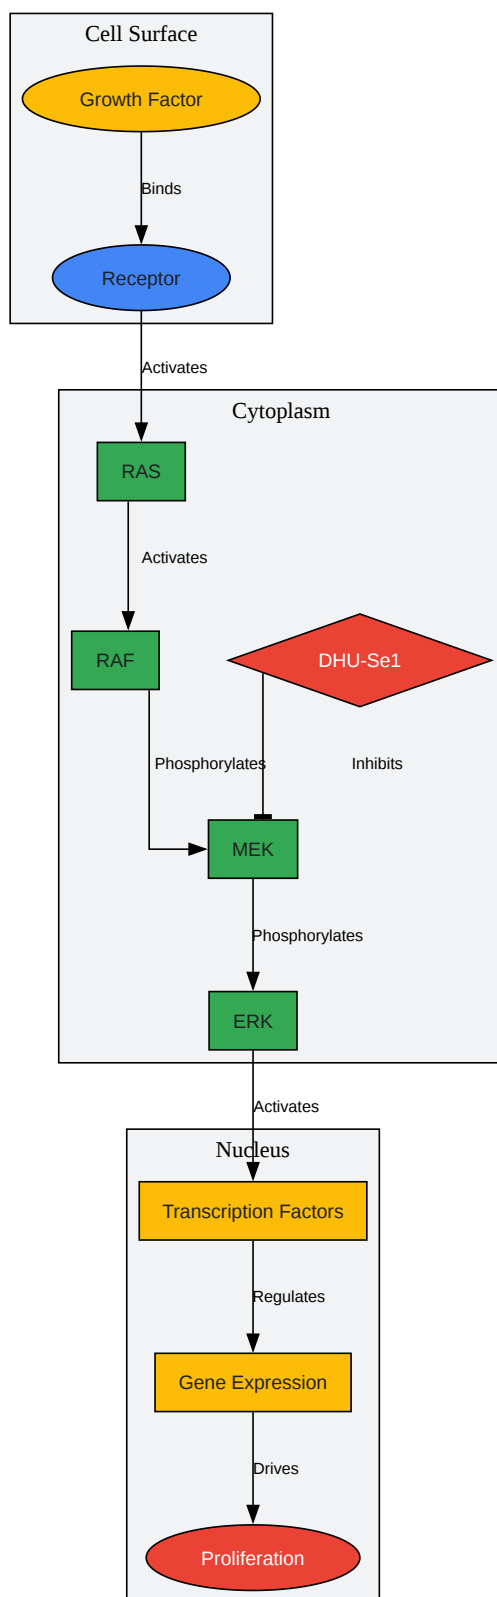 Cell Surface
Growth Factor
Binds
Receptor
Activates
Cytoplasm
RAS
Activates
RAF
DHU-Se1
Phosphorylates
Inhibits
MEK
Phosphorylates
ERK
Activates
Nucleus
Transcription Factors
Regulates
Gene Expression
Drives
Proliferation